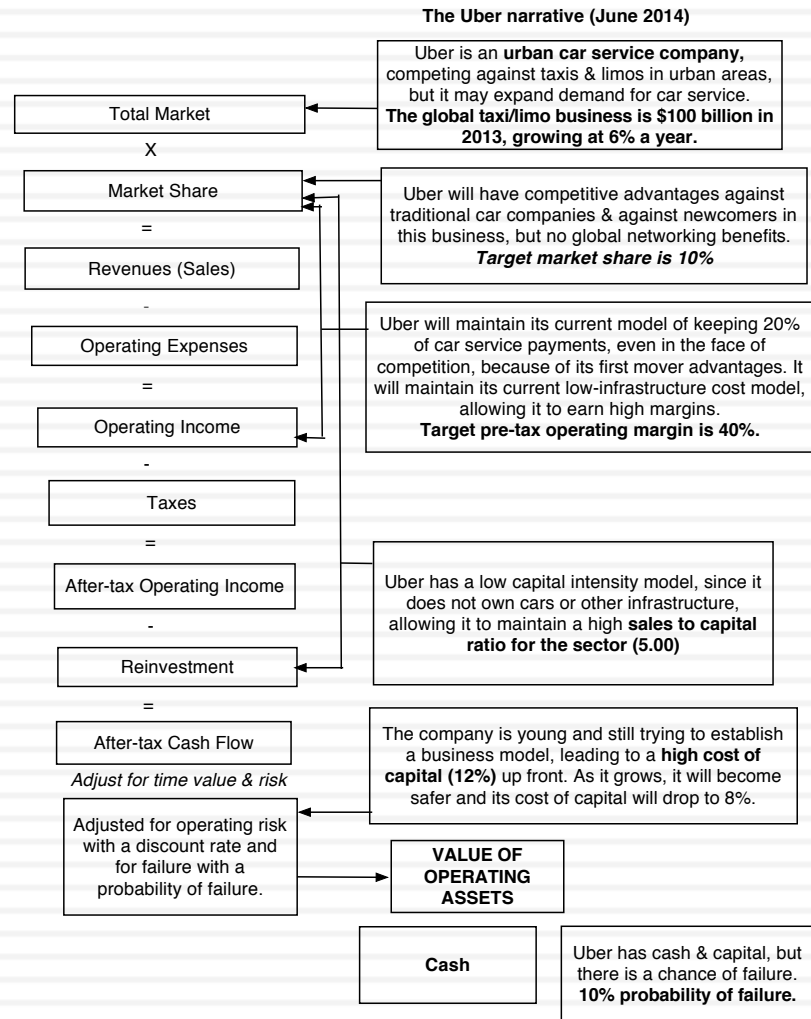 The Uber narrative (June 2014)
Uber is an urban car service company,
competing against taxis & limos in urban areas,
but it may expand demand for car service.
The global taxi/limo business is $100 billion in
2013, growing at 6% a year.
Total Market
X
Market Share
Uber will have competitive advantages against
traditional car companies & against newcomers in
this business, but no global networking benefits.
Target market share is 10%
=
Revenues (Sales)
-
Operating Expenses
Uber will maintain its current model of keeping 20%
of car service payments, even in the face of
competition, because of its first mover advantages. It
will maintain its current low-infrastructure cost model,
allowing it to earn high margins.
Target pre-tax operating margin is 40%.
=
Operating Income
-
Taxes
=
After-tax Operating Income
Uber has a low capital intensity model, since it
does not own cars or other infrastructure,
allowing it to maintain a high sales to capital
ratio for the sector (5.00)
-
Reinvestment
=
After-tax Cash Flow
The company is young and still trying to establish
a business model, leading to a high cost of
capital (12%) up front. As it grows, it will become
safer and its cost of capital will drop to 8%.
Adjust for time value & risk
Adjusted for operating risk
with a discount rate and
for failure with a
probability of failure.
VALUE OF
OPERATING
ASSETS
Cash
Uber has cash & capital, but
there is a chance of failure.
10% probability of failure.